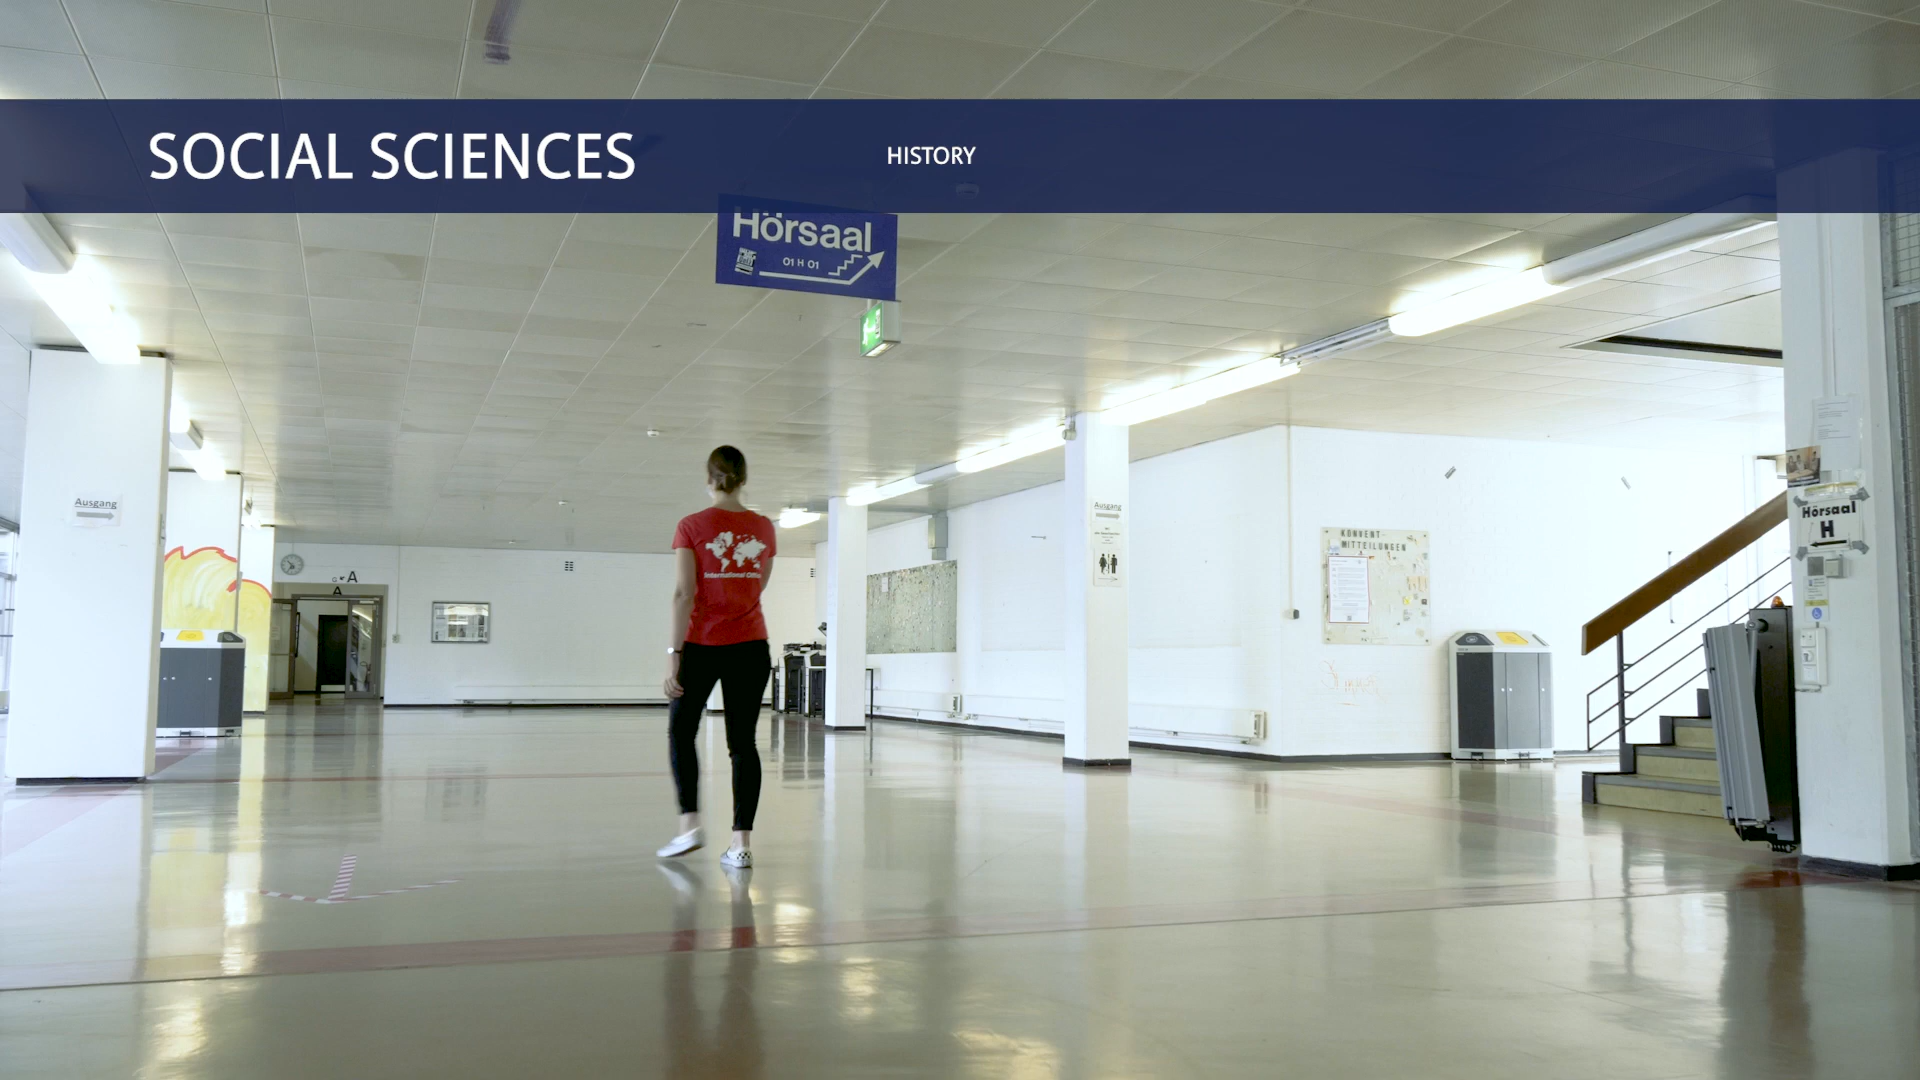 SOCIAL SCIENCES
HISTORY
Hörsaal
01 H 01
Ausgang
Ausgang
A
A
International Office
KONVENT-
MITTEILUNGEN
Hörsaal
H